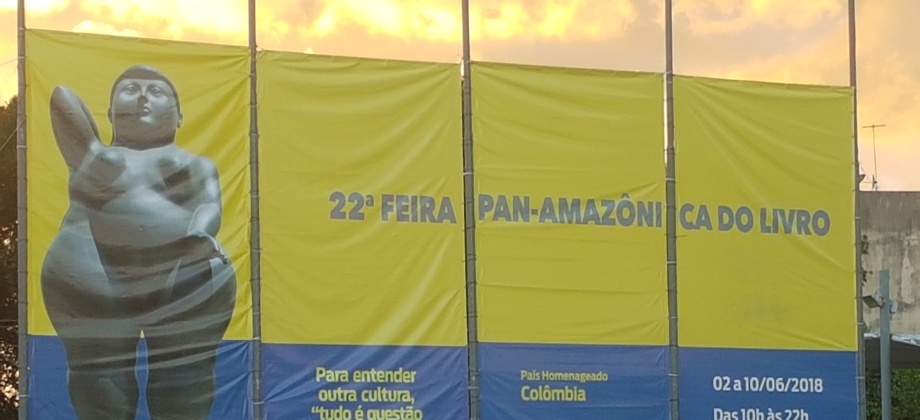 22ª FEIRA PAN-AMAZÔNICA DO LIVRO
Para entender
outra cultura,
"tudo é questão
País Homenageado
Colômbia
02 a 10/06/2018
Das 10h às 22h